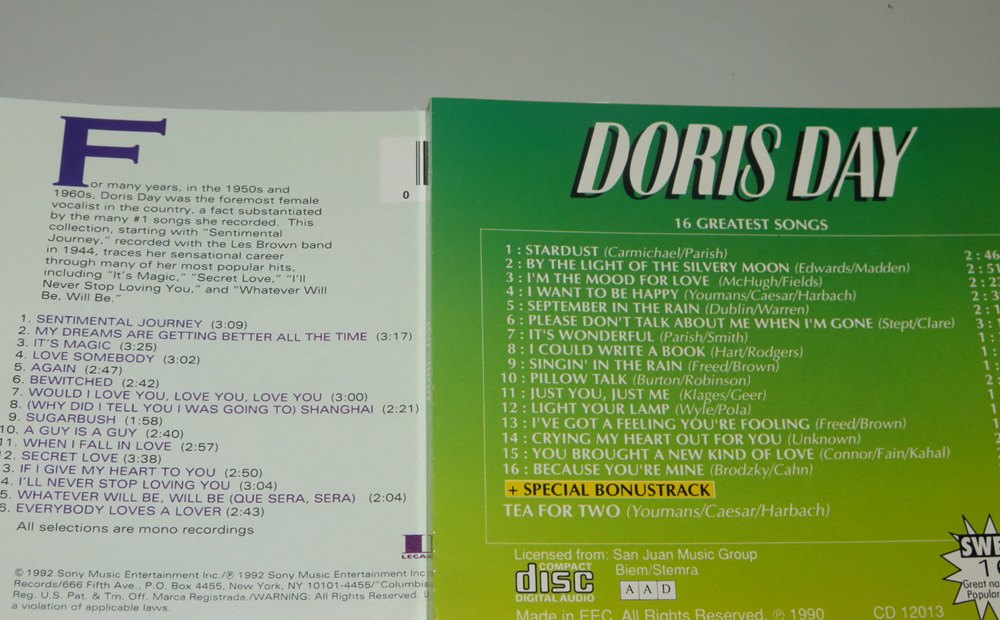 For many years, in the 1950s and
1960s, Doris Day was the foremost female
vocalist in the country, a fact substantiated
by the many #1 songs she recorded. This
collection, starting with "Sentimental
Journey," recorded with the Les Brown band
in 1944, traces her sensational career
through many of her most popular hits,
including "It's Magic," "Secret Love," "I'll
Never Stop Loving You," and "Whatever Will
Be, Will Be."
0
1. SENTIMENTAL JOURNEY (3:09)
2. MY DREAMS ARE GETTING BETTER ALL THE TIME (3:17)
3. IT'S MAGIC (3:25)
4. LOVE SOMEBODY (3:02)
5. AGAIN (2:47)
6. BEWITCHED (2:42)
7. WOULD I LOVE YOU, LOVE YOU, LOVE YOU (3:00)
8. (WHY DID I TELL YOU I WAS GOING TO) SHANGHAI (2:21)
9. SUGARBUSH (1:58)
10. A GUY IS A GUY (2:40)
11. WHEN I FALL IN LOVE (2:57)
12. SECRET LOVE (3:38)
3. IF I GIVE MY HEART TO YOU (2:50)
4. I'LL NEVER STOP LOVING YOU (3:04)
5. WHATEVER WILL BE, WILL BE (QUE SERA, SERA) (2:04)
6. EVERYBODY LOVES A LOVER (2:43)
All selections are mono recordings
© 1992 Sony Music Entertainment Inc./℗ 1992 Sony Music Entertainment Inc
Records/666 Fifth Ave., P.O. Box 4455, New York, NY 10101-4455/"Columbia
Reg. U.S. Pat. & Tm. Off. Marca Registrada./WARNING: All Rights Reserved. U
a violation of applicable laws.
DORIS DAY
16 GREATEST SONGS
1 : STARDUST (Carmichael/Parish) 2:46
2 : BY THE LIGHT OF THE SILVERY MOON (Edwards/Madden) 2:51
3 : I'M THE MOOD FOR LOVE (McHugh/Fields)
4 : I WANT TO BE HAPPY (Youmans/Caesar/Harbach)
5 : SEPTEMBER IN THE RAIN (Dublin/Warren)
6 : PLEASE DON'T TALK ABOUT ME WHEN I'M GONE (Stept/Clare)
7 : IT'S WONDERFUL (Parish/Smith)
8 : I COULD WRITE A BOOK (Hart/Rodgers)
9 : SINGIN' IN THE RAIN (Freed/Brown)
10 : PILLOW TALK (Burton/Robinson)
11 : JUST YOU, JUST ME (Klages/Geer)
12 : LIGHT YOUR LAMP (Wyle/Pola)
13 : I'VE GOT A FEELING YOU'RE FOOLING (Freed/Brown)
14 : CRYING MY HEART OUT FOR YOU (Unknown)
15 : YOU BROUGHT A NEW KIND OF LOVE (Connor/Fain/Kahal)
16 : BECAUSE YOU'RE MINE (Brodzky/Cahn)
+ SPECIAL BONUSTRACK
TEA FOR TWO (Youmans/Caesar/Harbach)
Licensed from: San Juan Music Group
Biem/Stemra
COMPACT
disc
DIGITAL AUDIO
A A D
Made in EEC. All Rights Reserved. ℗ 1990
CD 12013
SWE
16
Great
Popular